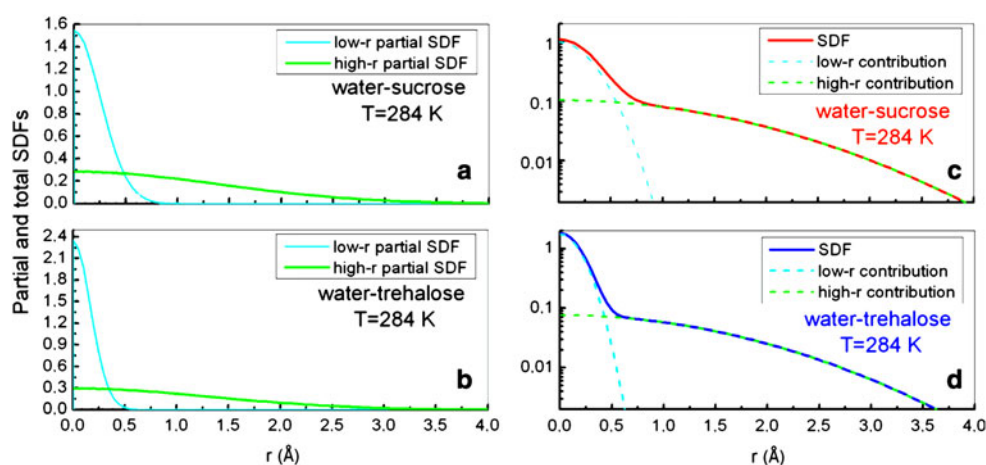 Partial and total SDFs
1.6
1.4
1.2
1.0
0.8
0.6
0.4
0.2
0.0
low-r partial SDF
high-r partial SDF
water-sucrose
T=284 K
a
2.4
2.1
1.8
1.5
1.2
0.9
0.6
0.3
0.0
low-r partial SDF
high-r partial SDF
water-trehalose
T=284 K
b
0.0 0.5 1.0 1.5 2.0 2.5 3.0 3.5 4.0
r (Å)
1
0.1
0.01
SDF
low-r contribution
high-r contribution
water-sucrose
T=284 K
c
1
0.1
0.01
SDF
low-r contribution
high-r contribution
water-trehalose
T=284 K
d
0.0 0.5 1.0 1.5 2.0 2.5 3.0 3.5 4.0
r (Å)